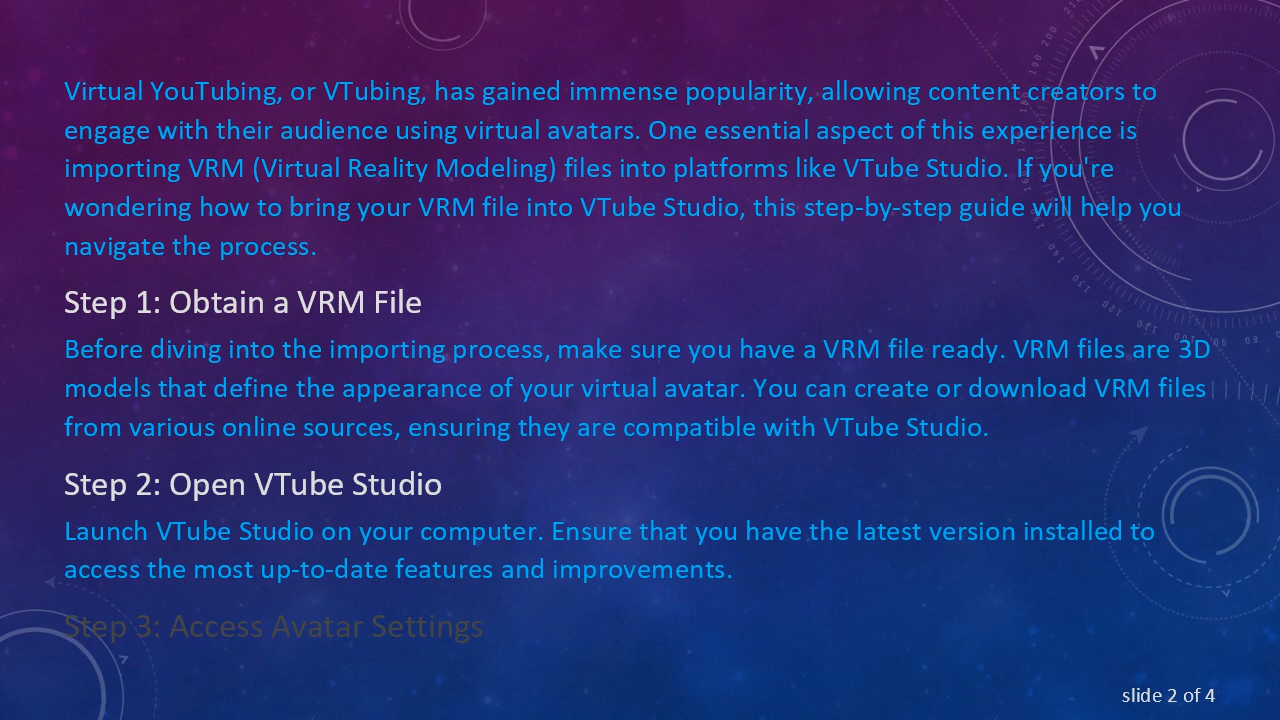 Virtual YouTubing, or VTubing, has gained immense popularity, allowing content creators to
engage with their audience using virtual avatars. One essential aspect of this experience is
importing VRM (Virtual Reality Modeling) files into platforms like VTube Studio. If you're
wondering how to bring your VRM file into VTube Studio, this step-by-step guide will help you
navigate the process.
Step 1: Obtain a VRM File
Before diving into the importing process, make sure you have a VRM file ready. VRM files are 3D
models that define the appearance of your virtual avatar. You can create or download VRM files
from various online sources, ensuring they are compatible with VTube Studio.
Step 2: Open VTube Studio
Launch VTube Studio on your computer. Ensure that you have the latest version installed to
access the most up-to-date features and improvements.
Step 3: Access Avatar Settings
slide 2 of 4